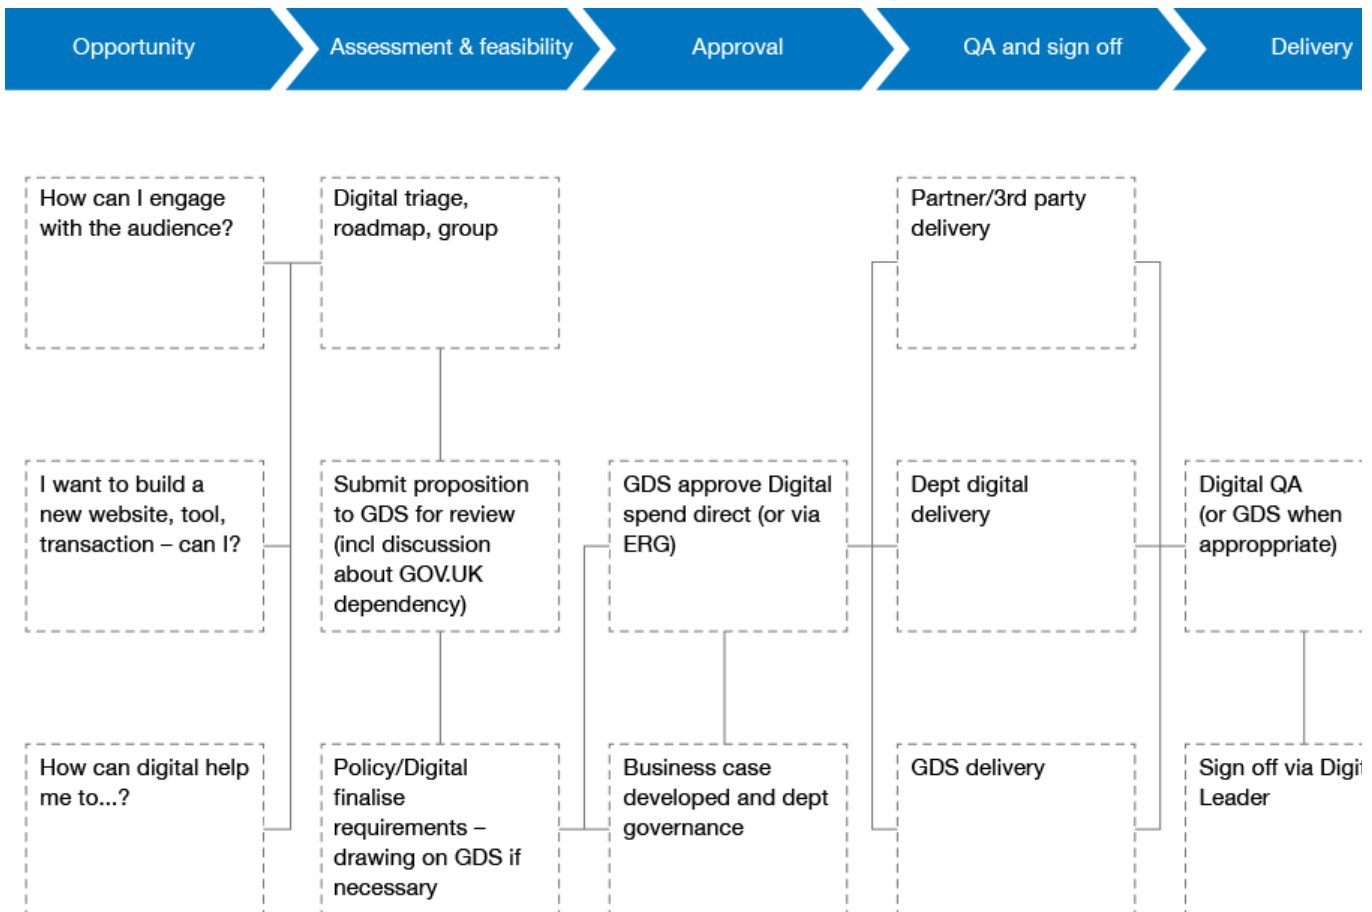 Opportunity
Assessment & feasibility
Approval
QA and sign off
Delivery
How can I engage
with the audience?
Digital triage,
roadmap, group
Partner/3rd party
delivery
I want to build a
new website, tool,
transaction – can I?
Submit proposition
to GDS for review
(incl discussion
about GOV.UK
dependency)
GDS approve Digital
spend direct (or via
ERG)
Dept digital
delivery
Digital QA
(or GDS when
approppriate)
How can digital help
me to...?
Policy/Digital
finalise
requirements –
drawing on GDS if
necessary
Business case
developed and dept
governance
GDS delivery
Sign off via Digit
Leader